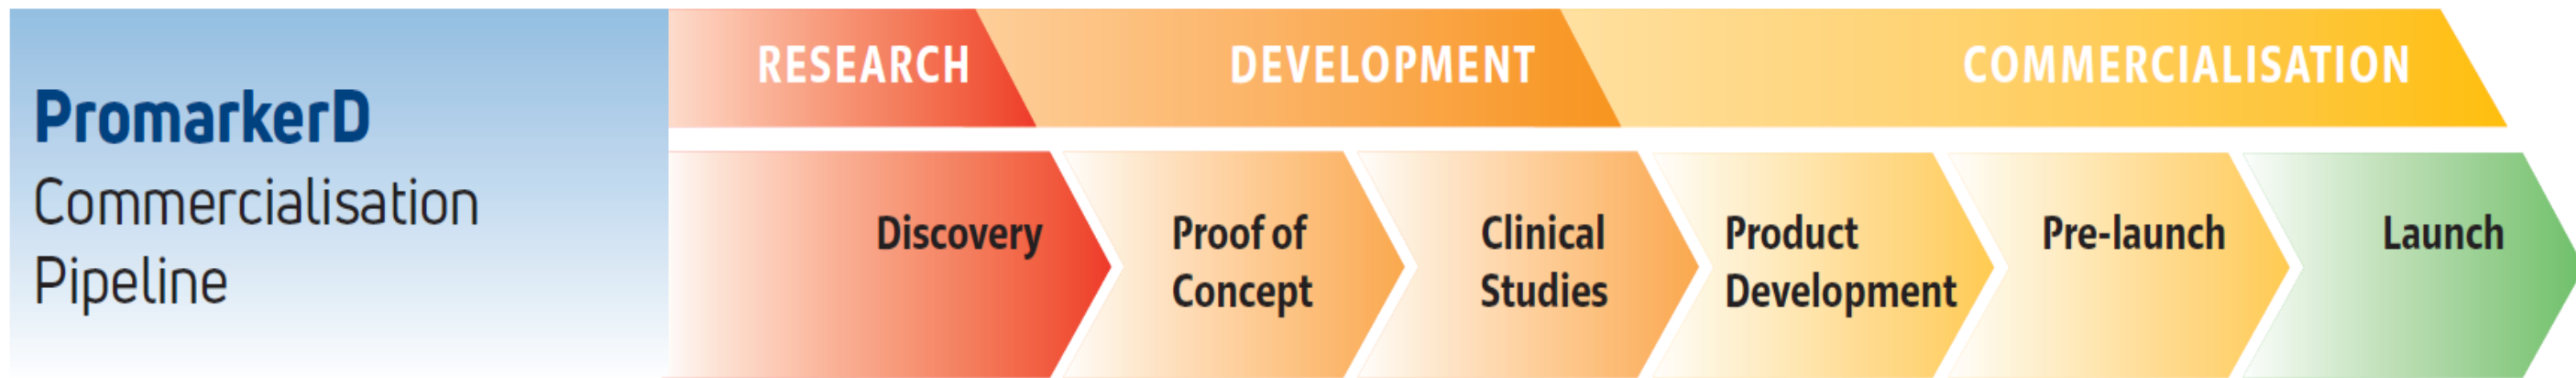 PromarkerD
Commercialisation
Pipeline
RESEARCH
DEVELOPMENT
COMMERCIALISATION
Discovery
Proof of
Concept
Clinical
Studies
Product
Development
Pre-launch
Launch